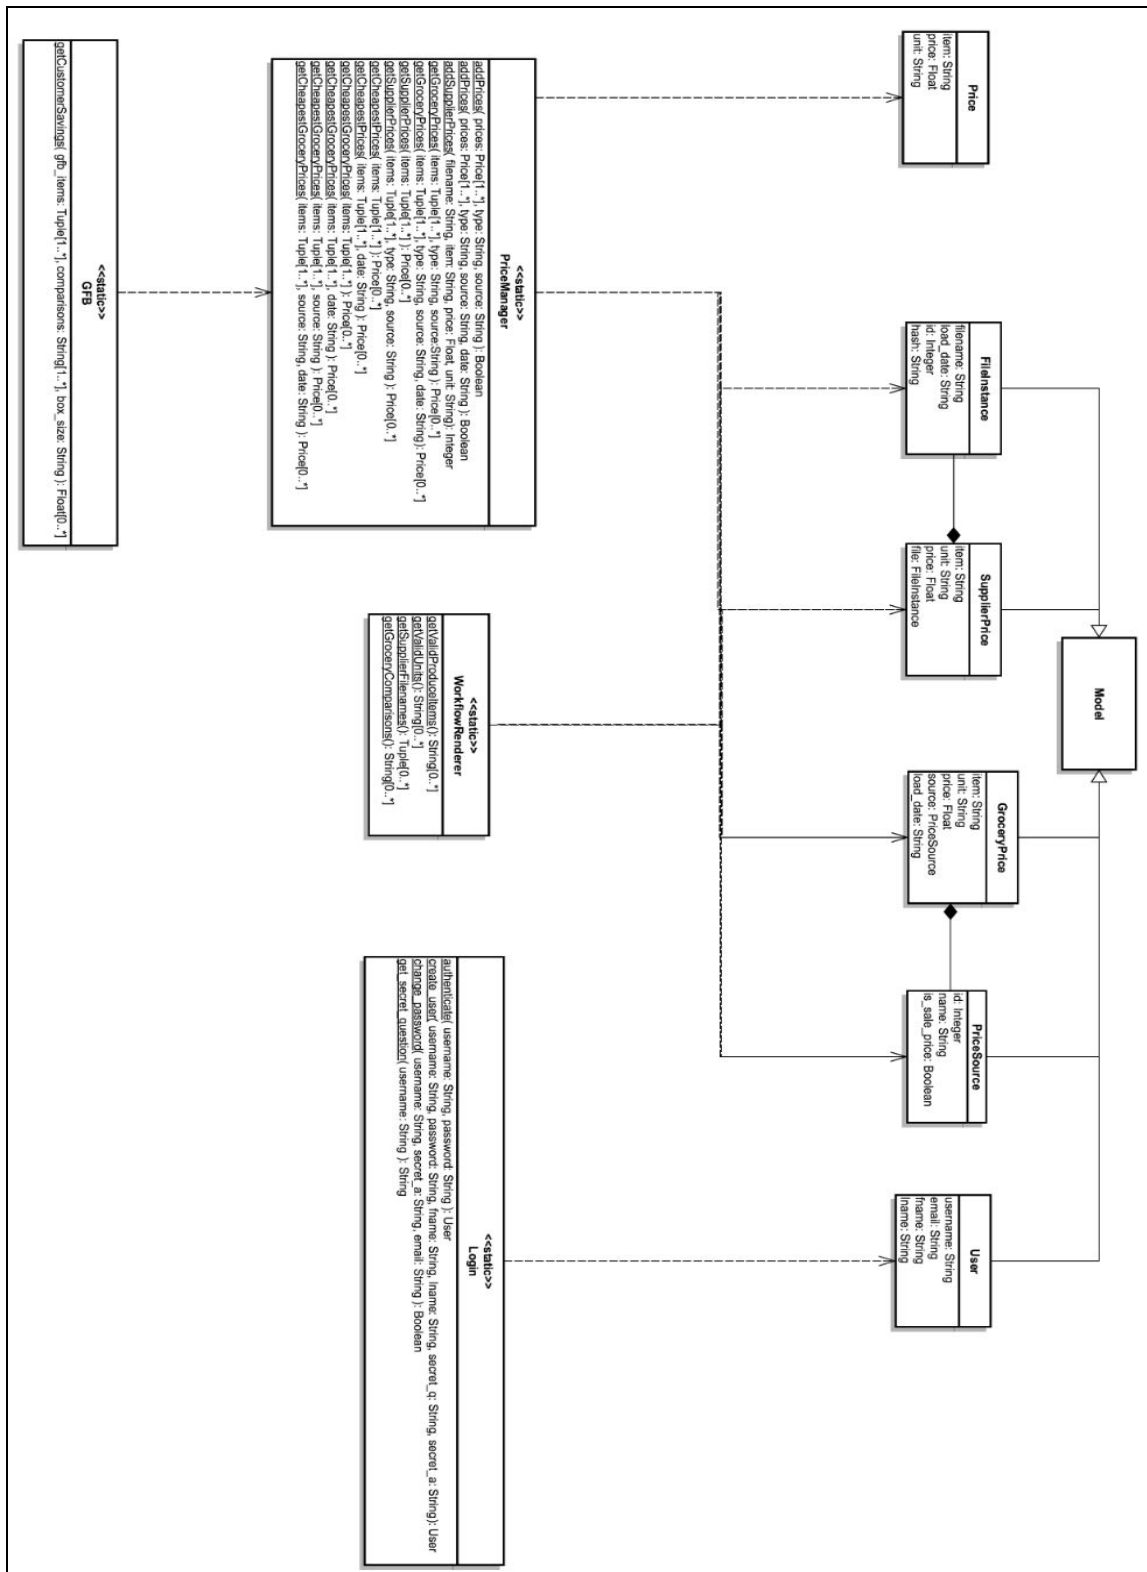 Price
item: String
price: Float
unit: String
FileInstance
filename: String
load_date: String
id: Integer
hash: String
SupplierPrice
item: String
unit: String
price: Float
file: FileInstance
Model
GroceryPrice
item: String
unit: String
price: Float
source: PriceSource
load_date: String
PriceSource
id: Integer
name: String
is_sale_price: Boolean
User
username: String
email: String
fname: String
lname: String
<<static>>
PriceManager
addPrices( prices: Price[1..*], type: String, source: String ): Boolean
addPrices( prices: Price[1..*], type: String, source: String, date: String ): Boolean
addSupplierPrices( filename: String, item: String, price: Float, unit: String): Integer
getGroceryPrices( items: Tuple[1..*], type: String, source:String ): Price[0..*]
getGroceryPrices( items: Tuple[1..*], type: String, source: String, date: String ): Price[0..*]
getSupplierPrices( items: Tuple[1..*] ): Price[0..*]
getSupplierPrices( items: Tuple[1..*], type: String, source: String ): Price[0..*]
getCheapestPrices( items: Tuple[1..*] ): Price[0..*]
getCheapestPrices( items: Tuple[1..*], date: String ): Price[0..*]
getCheapestGroceryPrices( items: Tuple[1..*] ): Price[0..*]
getCheapestGroceryPrices( items: Tuple[1..*], date: String ): Price[0..*]
getCheapestGroceryPrices( items: Tuple[1..*], source: String ): Price[0..*]
getCheapestGroceryPrices( items: Tuple[1..*], source: String, date: String ): Price[0..*]
<<static>>
WorkflowRenderer
getValidProduceItems(): String[0..*]
getValidUnits(): String[0..*]
getSupplierFilenames(): Tuple[0..*]
getGroceryComparisons(): String[0..*]
<<static>>
Login
authenticate( username: String, password: String ): User
create_user( username: String, password: String, fname: String, lname: String, secret_q: String, secret_a: String): User
change_password( username: String, secret_a: String, email: String ): Boolean
get_secret_question( username: String ): String
<<static>>
GFB
getCustomerSavings( gfb_items: Tuple[1..*], comparisons: String[1..*], box_size: String ): Float[0..*]